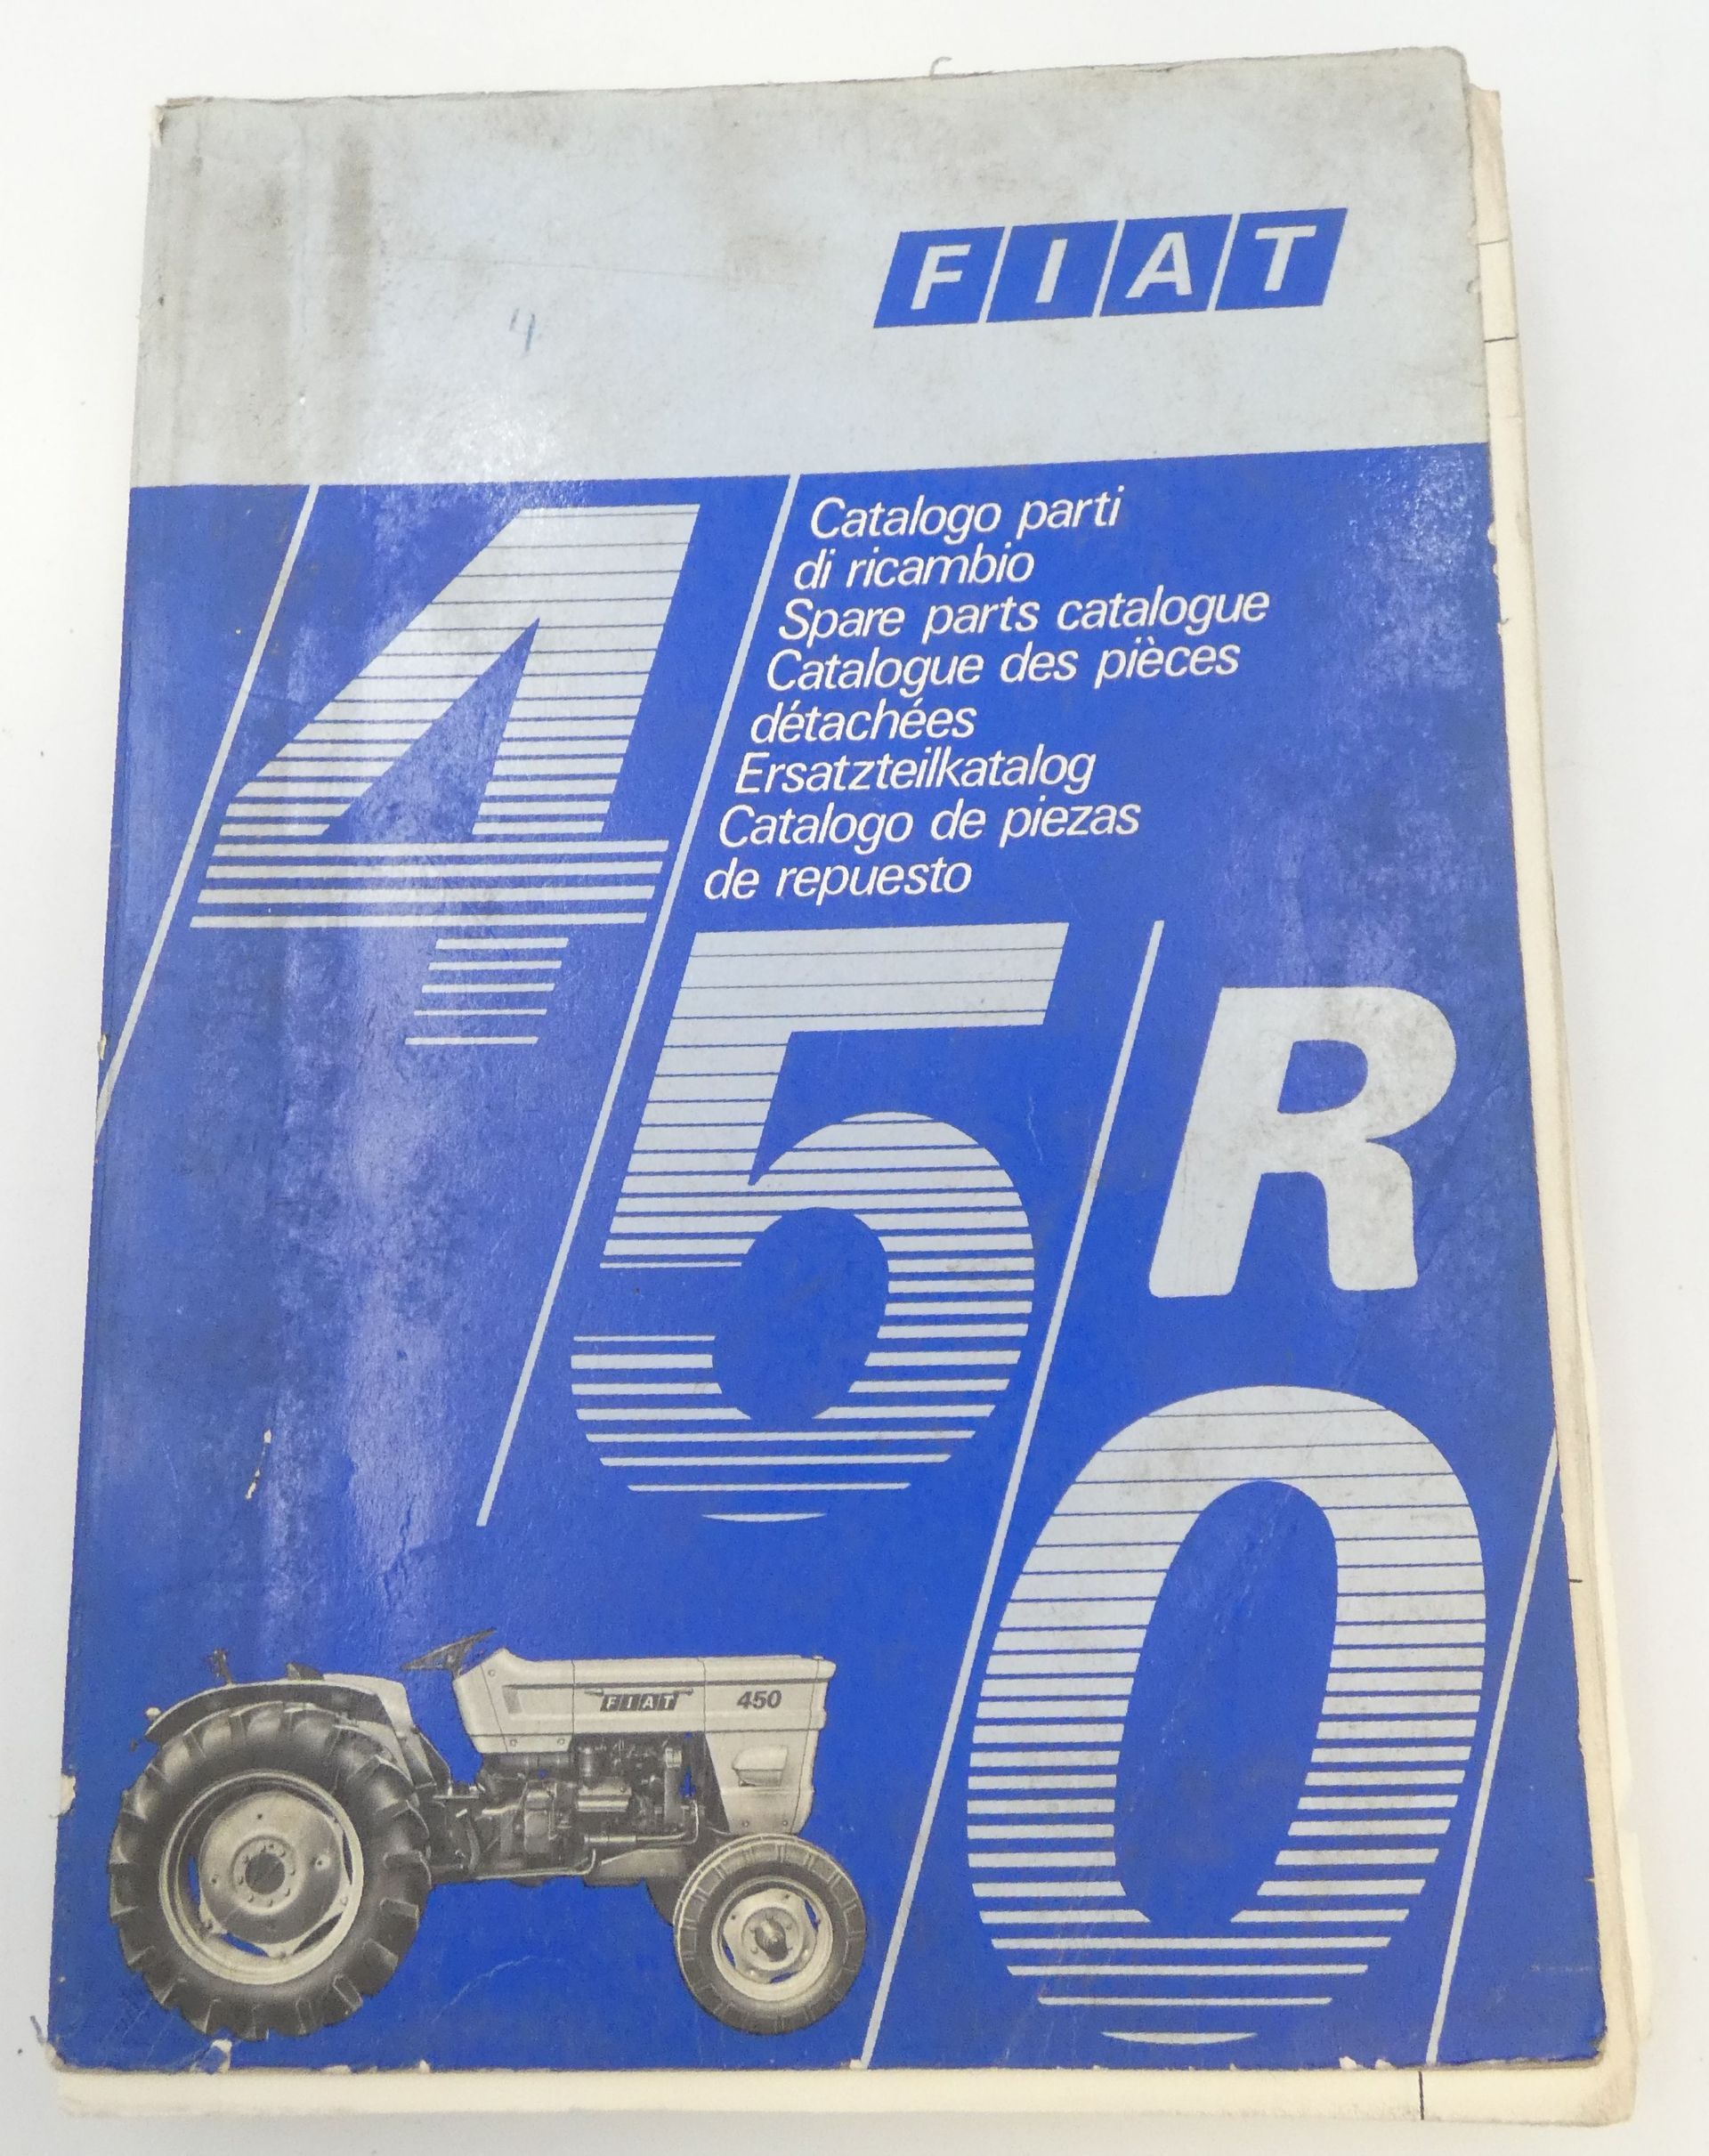 FIAT
4
Catalogo parti
di ricambio
Spare parts catalogue
Catalogue des pièces
détachées
Ersatzteilkatalog
Catalogo de piezas
de repuesto
4
5
R
0
FIAT 450